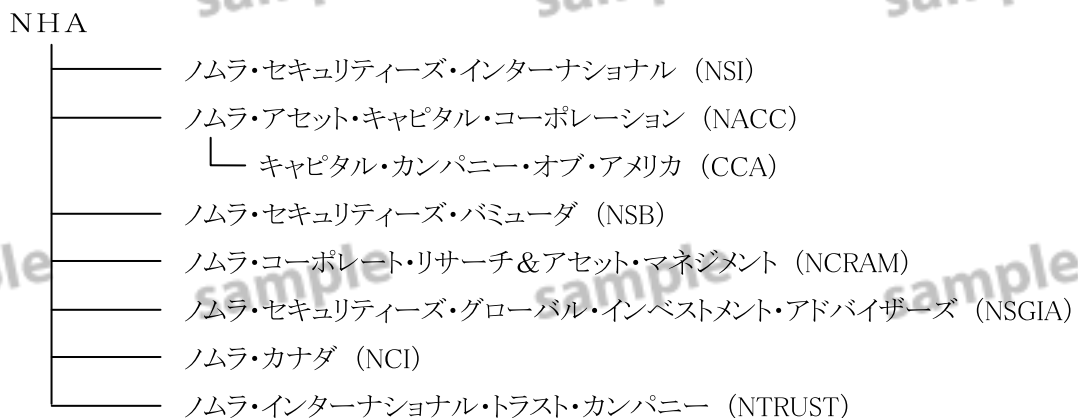 sample sample sample
NHA
ノムラ・セキュリティーズ・インターナショナル (NSI)
ノムラ・アセット・キャピタル・コーポレーション (NACC)
キャピタル・カンパニー・オブ・アメリカ (CCA)
ノムラ・セキュリティーズ・バミューダ (NSB)
ノムラ・コーポレート・リサーチ&アセット・マネジメント (NCRAM)
ple sample sample sample
ノムラ・セキュリティーズ・グローバル・インベストメント・アドバイザーズ (NSGIA)
ノムラ・カナダ (NCI)
ノムラ・インターナショナル・トラスト・カンパニー (NTRUST)